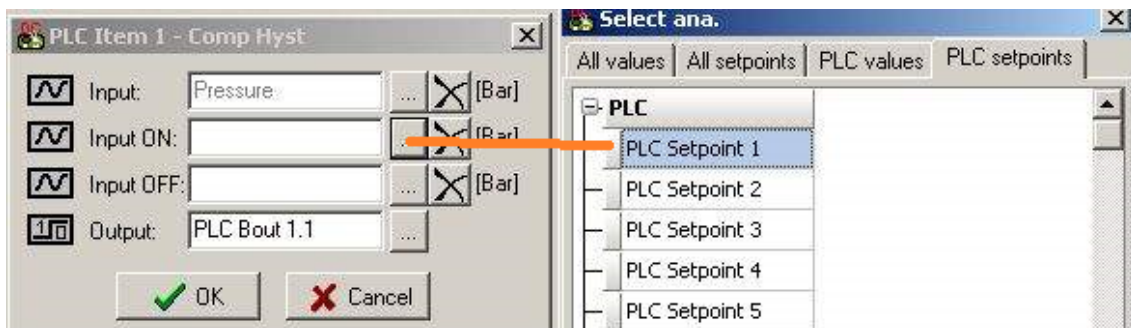 PLC Item 1 - Comp Hyst
Input: Pressure ... [Bar]
Input ON: ... [Bar]
Input OFF: ... [Bar]
Output: PLC Bout 1.1 ...
OK Cancel
Select ana.
All values All setpoints PLC values PLC setpoints
PLC
PLC Setpoint 1
PLC Setpoint 2
PLC Setpoint 3
PLC Setpoint 4
PLC Setpoint 5